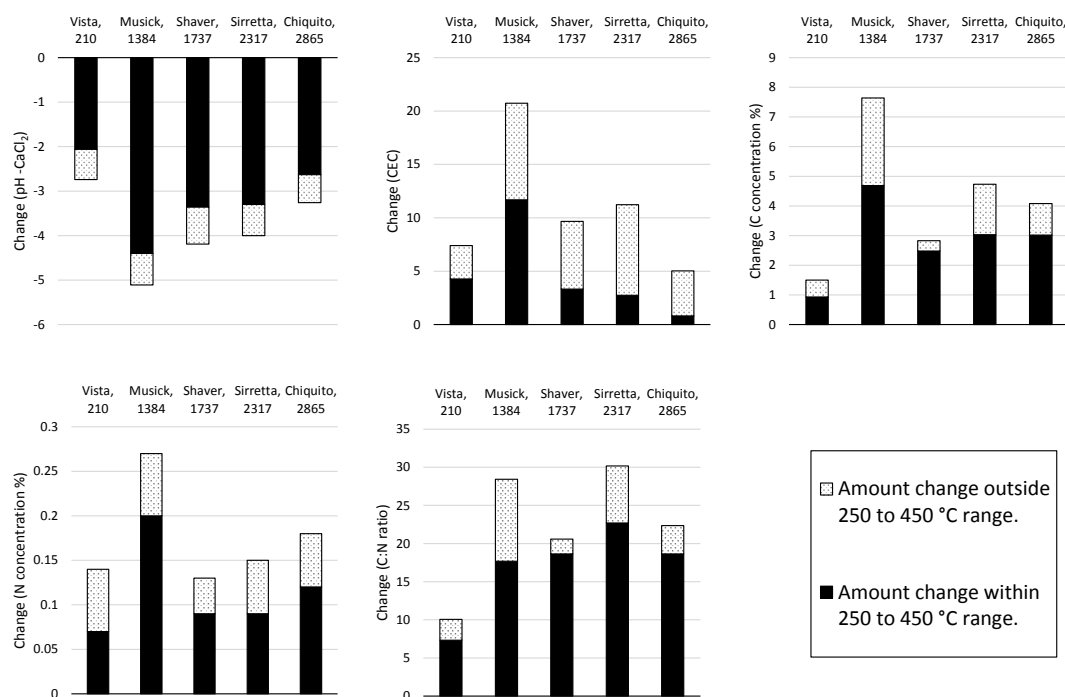 Vista, Musick, Shaver, Sirretta, Chiquito,
210 1384 1737 2317 2865
0
-1
-2
-3
-4
-5
-6
Change (pH -CaCl₂)
Vista, Musick, Shaver, Sirretta, Chiquito,
210 1384 1737 2317 2865
25
20
15
10
5
0
Change (CEC)
Vista, Musick, Shaver, Sirretta, Chiquito,
210 1384 1737 2317 2865
9
8
7
6
5
4
3
2
1
0
Change (C concentration %)
Vista, Musick, Shaver, Sirretta, Chiquito,
210 1384 1737 2317 2865
0.3
0.25
0.2
0.15
0.1
0.05
0
Change (N concentration %)
Vista, Musick, Shaver, Sirretta, Chiquito,
210 1384 1737 2317 2865
35
30
25
20
15
10
5
0
Change (C:N ratio)
Amount change outside
250 to 450 °C range.
Amount change within
250 to 450 °C range.